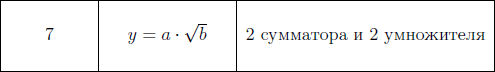 7 y = a · √b 2 сумматора и 2 умножителя